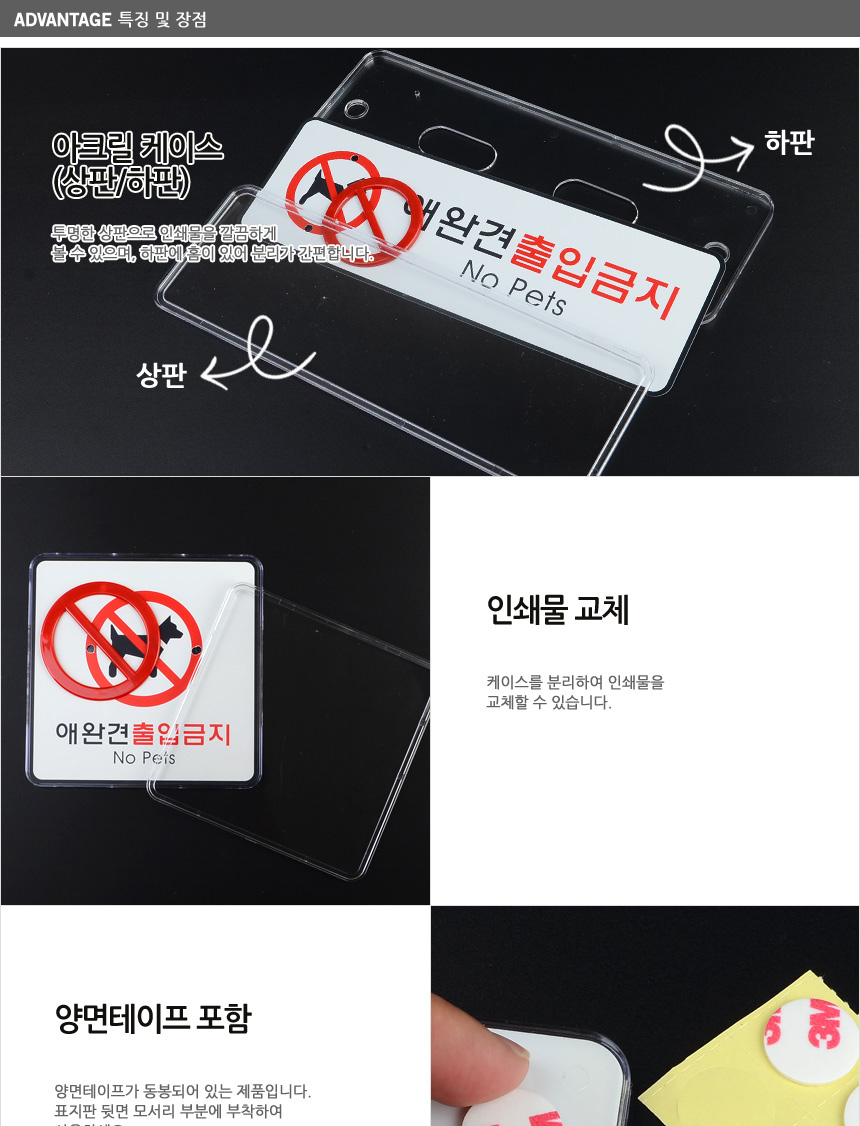 ADVANTAGE 특징 및 장점
아크릴 케이스
(상판/하판)
투명한 상판으로 인쇄물을 깔끔하게
볼 수 있으며, 하판에 홀이 있어 분리가 간편합니다.
하판
애완견출입금지
No Pets
상판
애완견출입금지
No Pets
인쇄물 교체
케이스를 분리하여 인쇄물을
교체할 수 있습니다.
양면테이프 포함
양면테이프가 동봉되어 있는 제품입니다.
표지판 뒷면 모서리 부분에 부착하여
3M